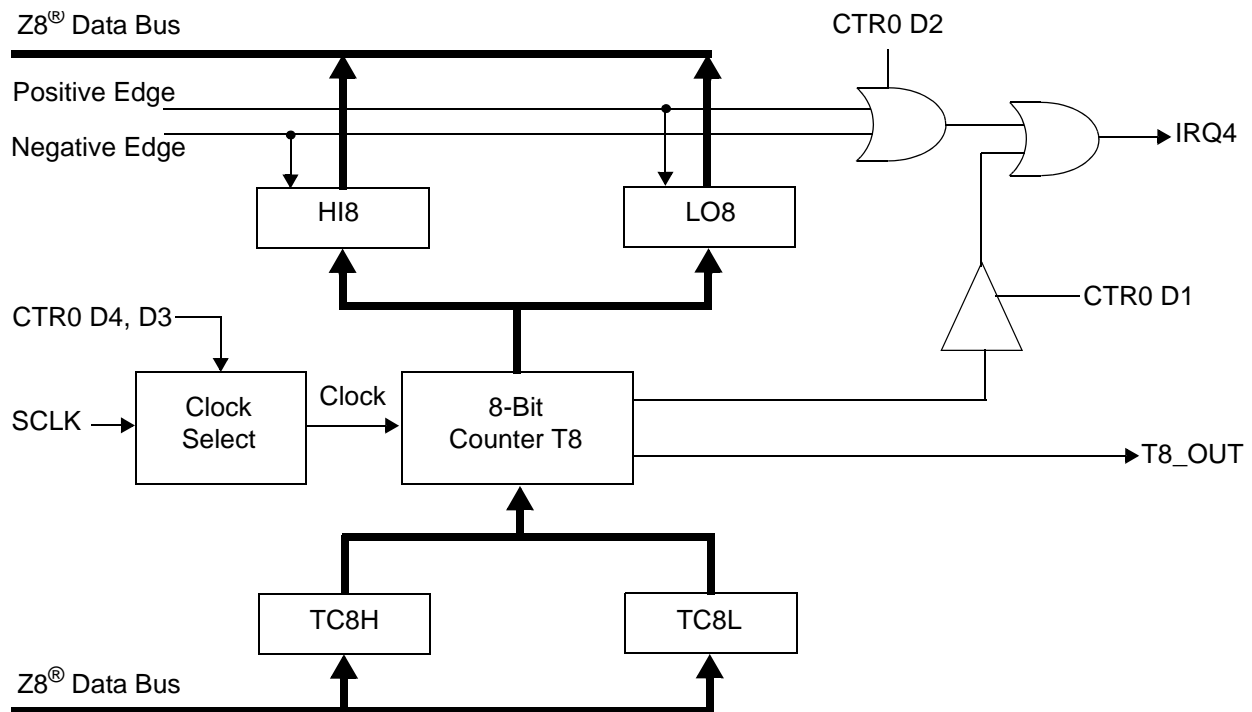 Z8® Data Bus
CTR0 D2
Positive Edge
Negative Edge
IRQ4
HI8
LO8
CTR0 D1
CTR0 D4, D3
SCLK
Clock
Select
Clock
8-Bit
Counter T8
T8_OUT
TC8H
TC8L
Z8® Data Bus